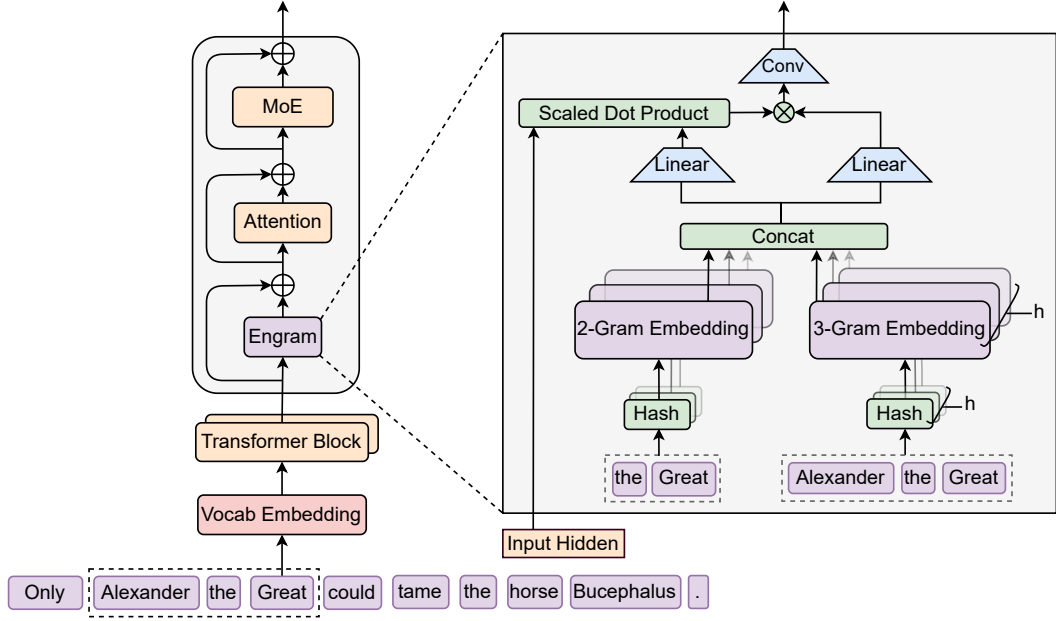 MoE
Attention
Engram
Transformer Block
Vocab Embedding
Only Alexander the Great could tame the horse Bucephalus .
Conv
Scaled Dot Product
Linear Linear
Concat
2-Gram Embedding 3-Gram Embedding h
Hash Hash h
the Great Alexander the Great
Input Hidden